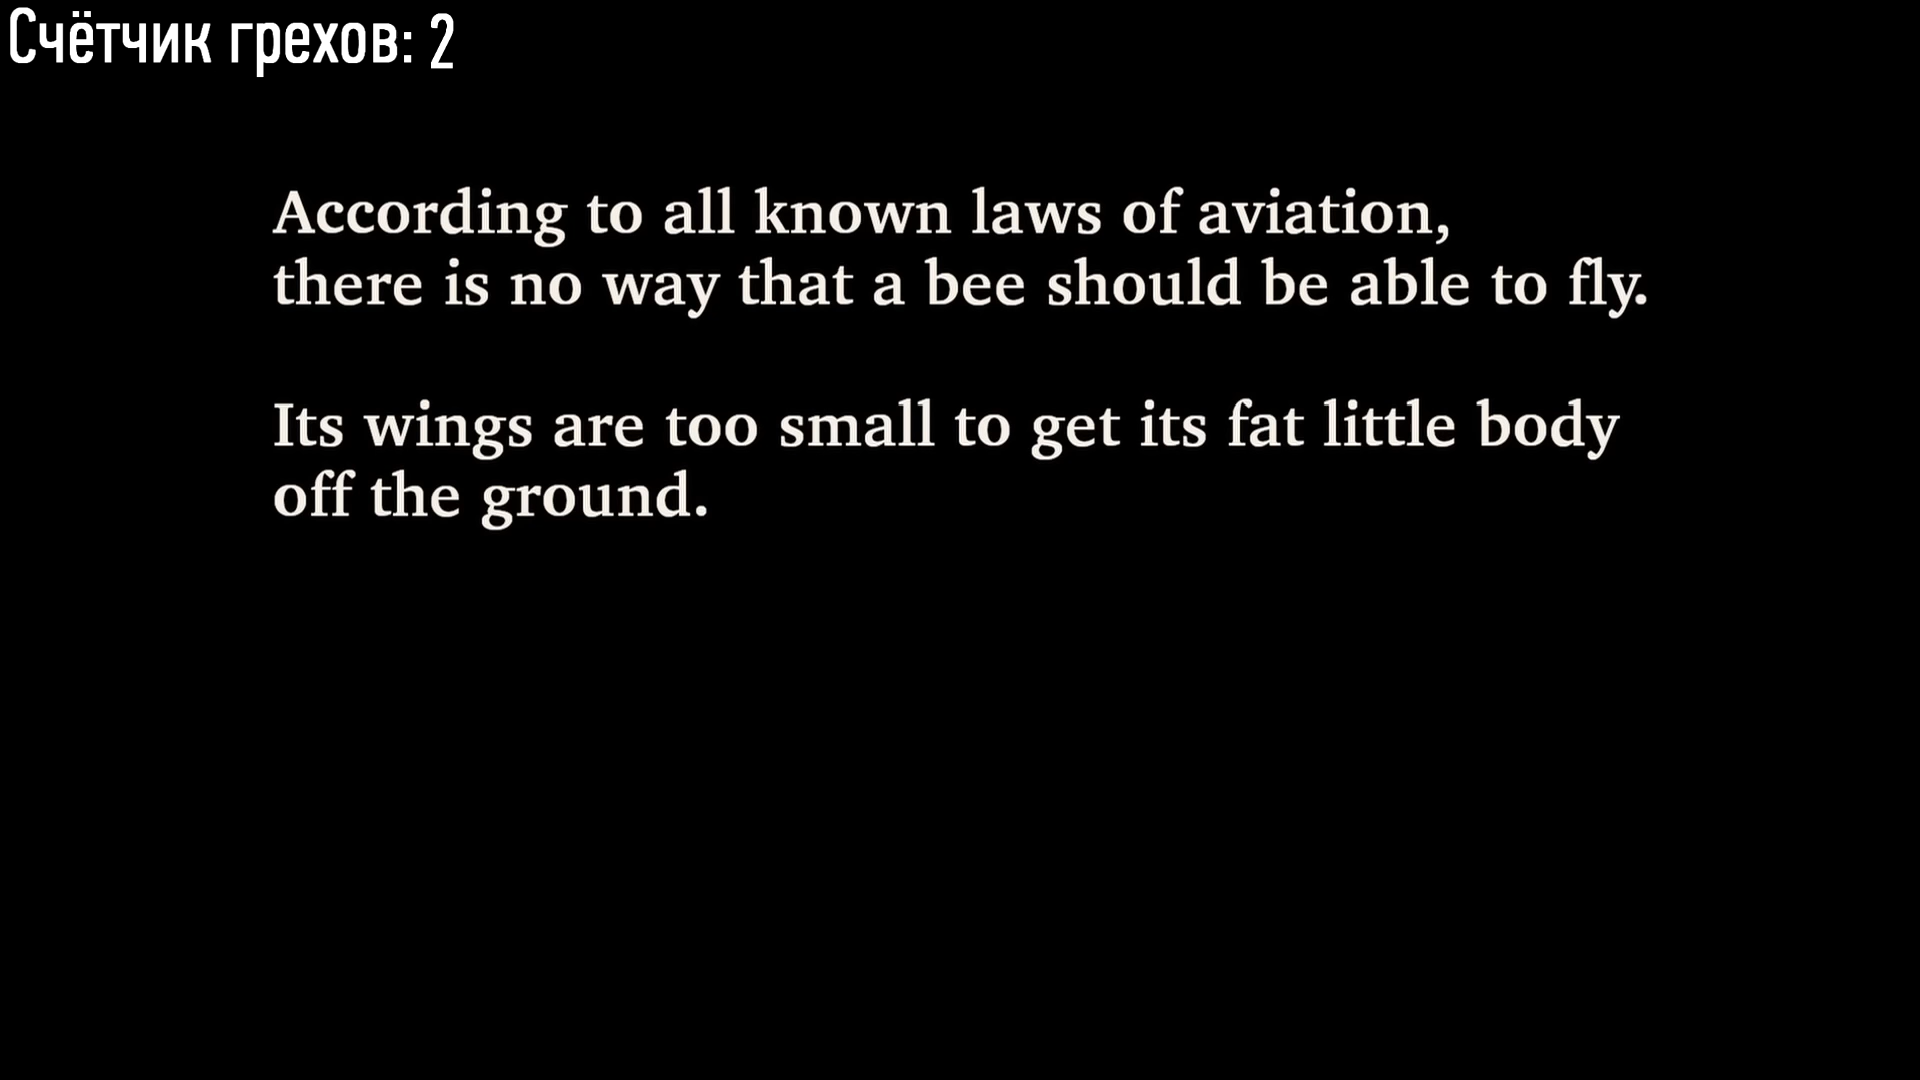 Счётчик грехов: 2
According to all known laws of aviation,
there is no way that a bee should be able to fly.
Its wings are too small to get its fat little body
off the ground.